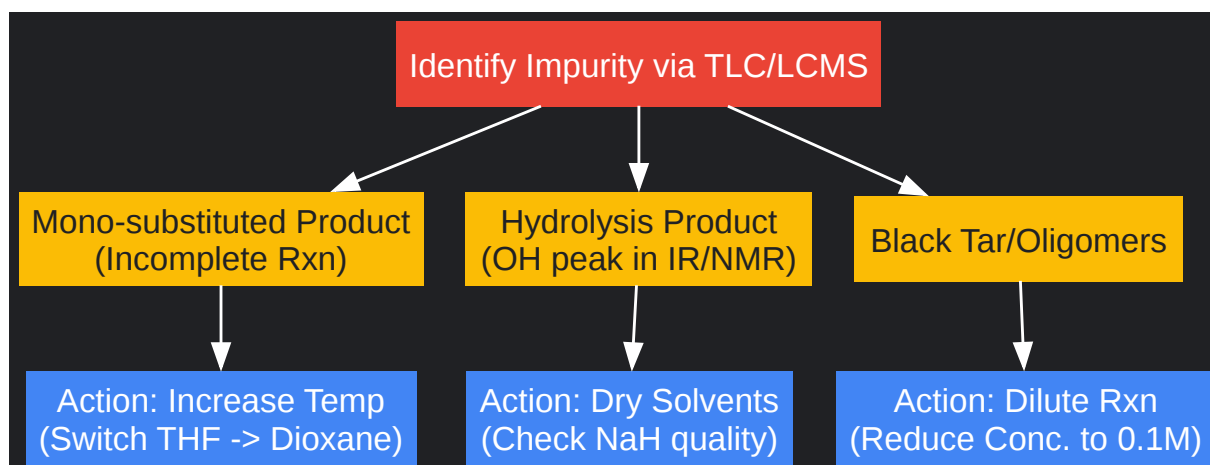 Identify Impurity via TLC/LCMS
Mono-substituted Product
(Incomplete Rxn)
Hydrolysis Product
(OH peak in IR/NMR)
Black Tar/Oligomers
Action: Increase Temp
(Switch THF -> Dioxane)
Action: Dry Solvents
(Check NaH quality)
Action: Dilute Rxn
(Reduce Conc. to 0.1M)